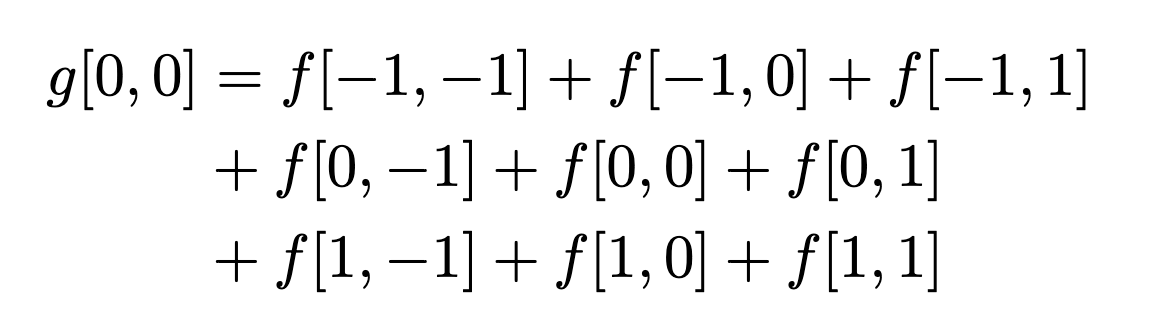 g[0, 0] = f[−1, −1] + f[−1, 0] + f[−1, 1]
+ f[0, −1] + f[0, 0] + f[0, 1]
+ f[1, −1] + f[1, 0] + f[1, 1]